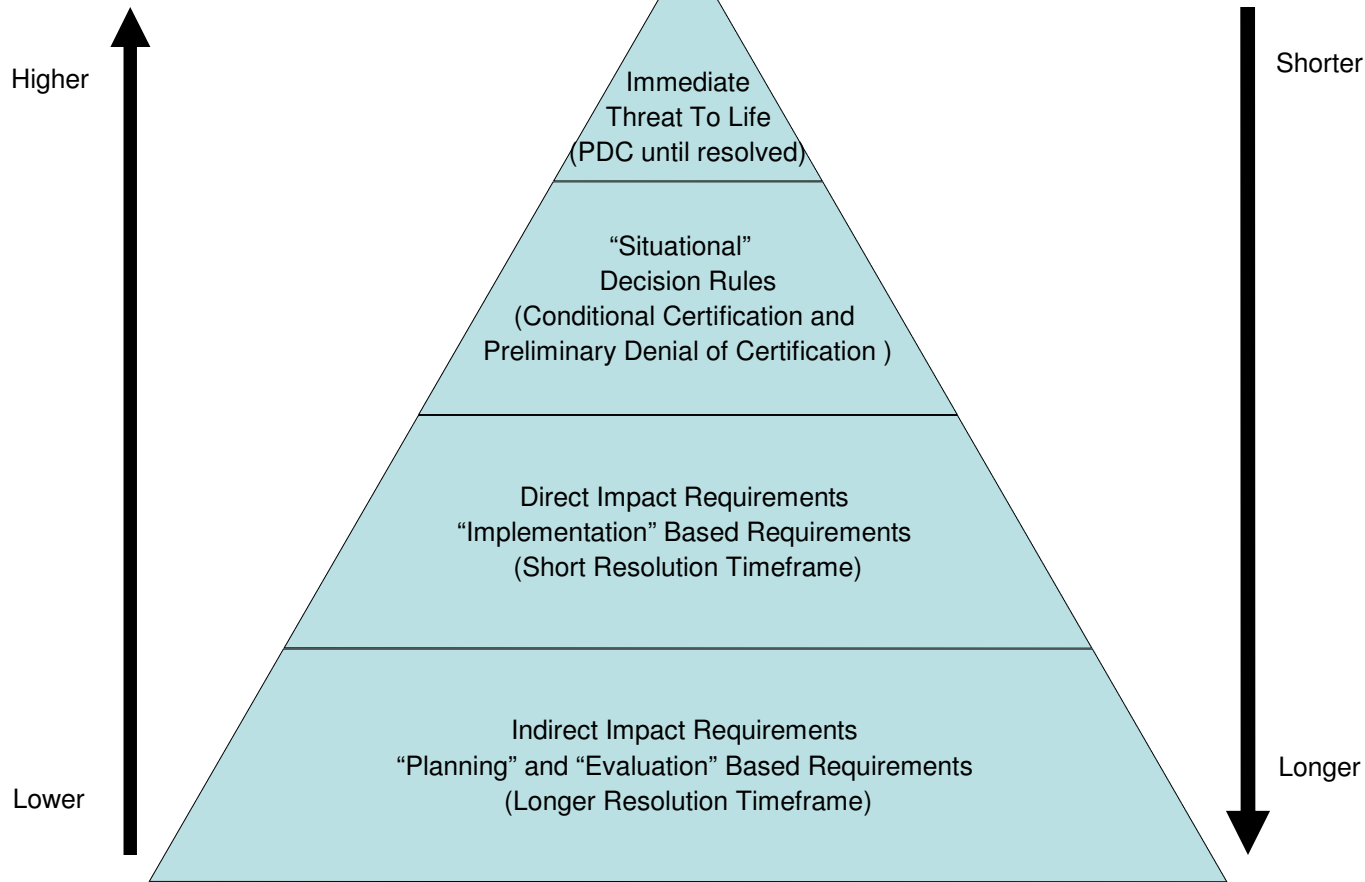 Higher
Shorter
Immediate
Threat To Life
(PDC until resolved)
“Situational”
Decision Rules
(Conditional Certification and
Preliminary Denial of Certification )
Direct Impact Requirements
“Implementation” Based Requirements
(Short Resolution Timeframe)
Indirect Impact Requirements
“Planning” and “Evaluation” Based Requirements
(Longer Resolution Timeframe)
Lower
Longer